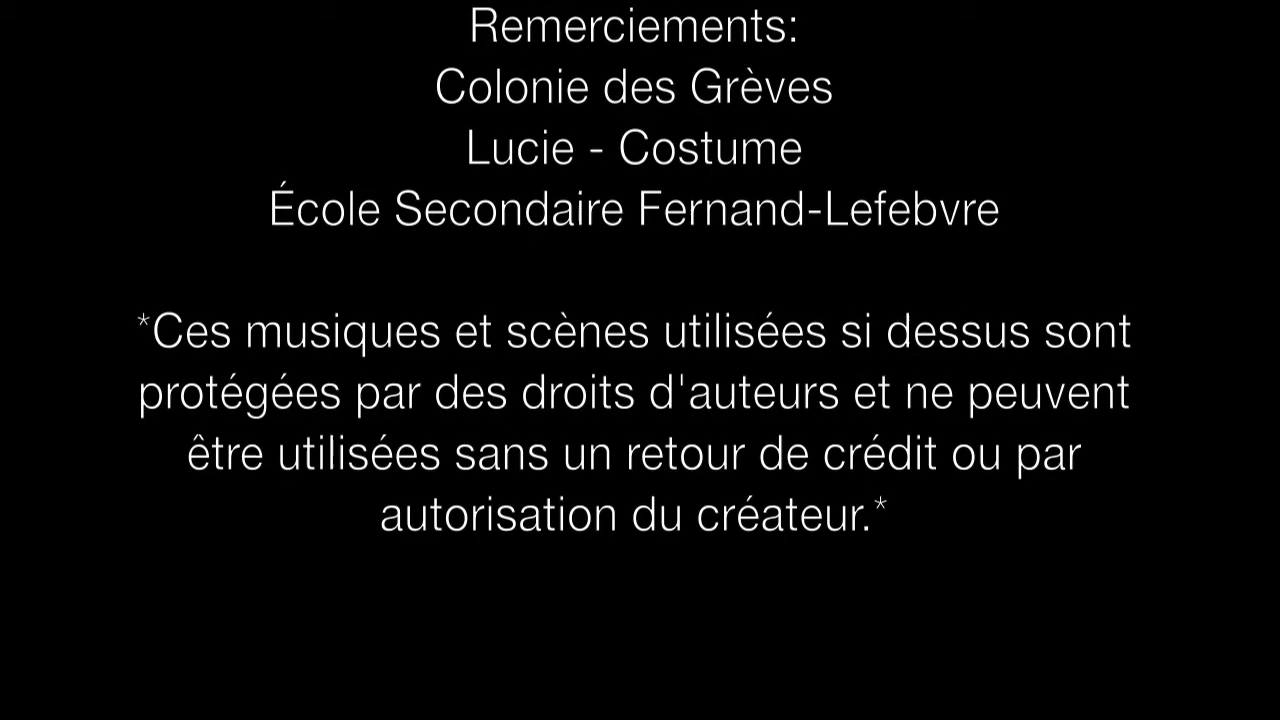 Remerciements:
Colonie des Grèves
Lucie - Costume
École Secondaire Fernand-Lefebvre
*Ces musiques et scènes utilisées si dessus sont
protégées par des droits d'auteurs et ne peuvent
être utilisées sans un retour de crédit ou par
autorisation du créateur.*